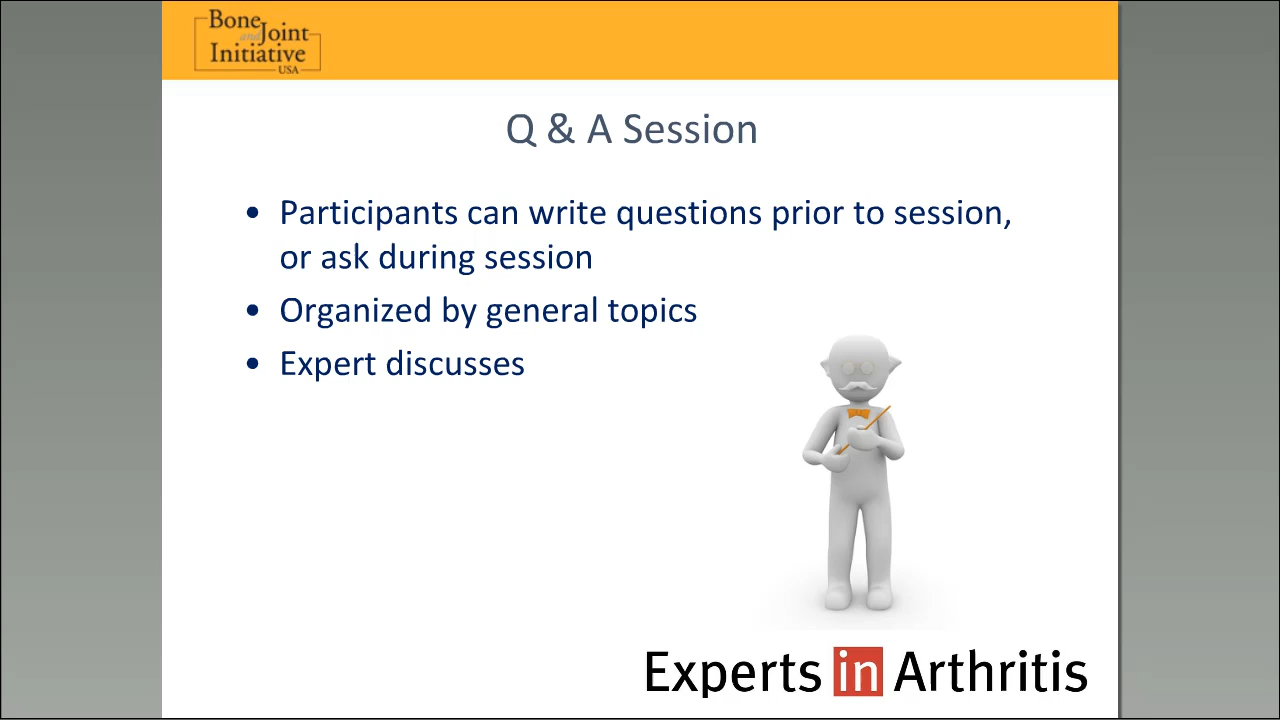 Bone
and Joint
Initiative
USA
Q & A Session
• Participants can write questions prior to session,
or ask during session
• Organized by general topics
• Expert discusses
Experts in Arthritis